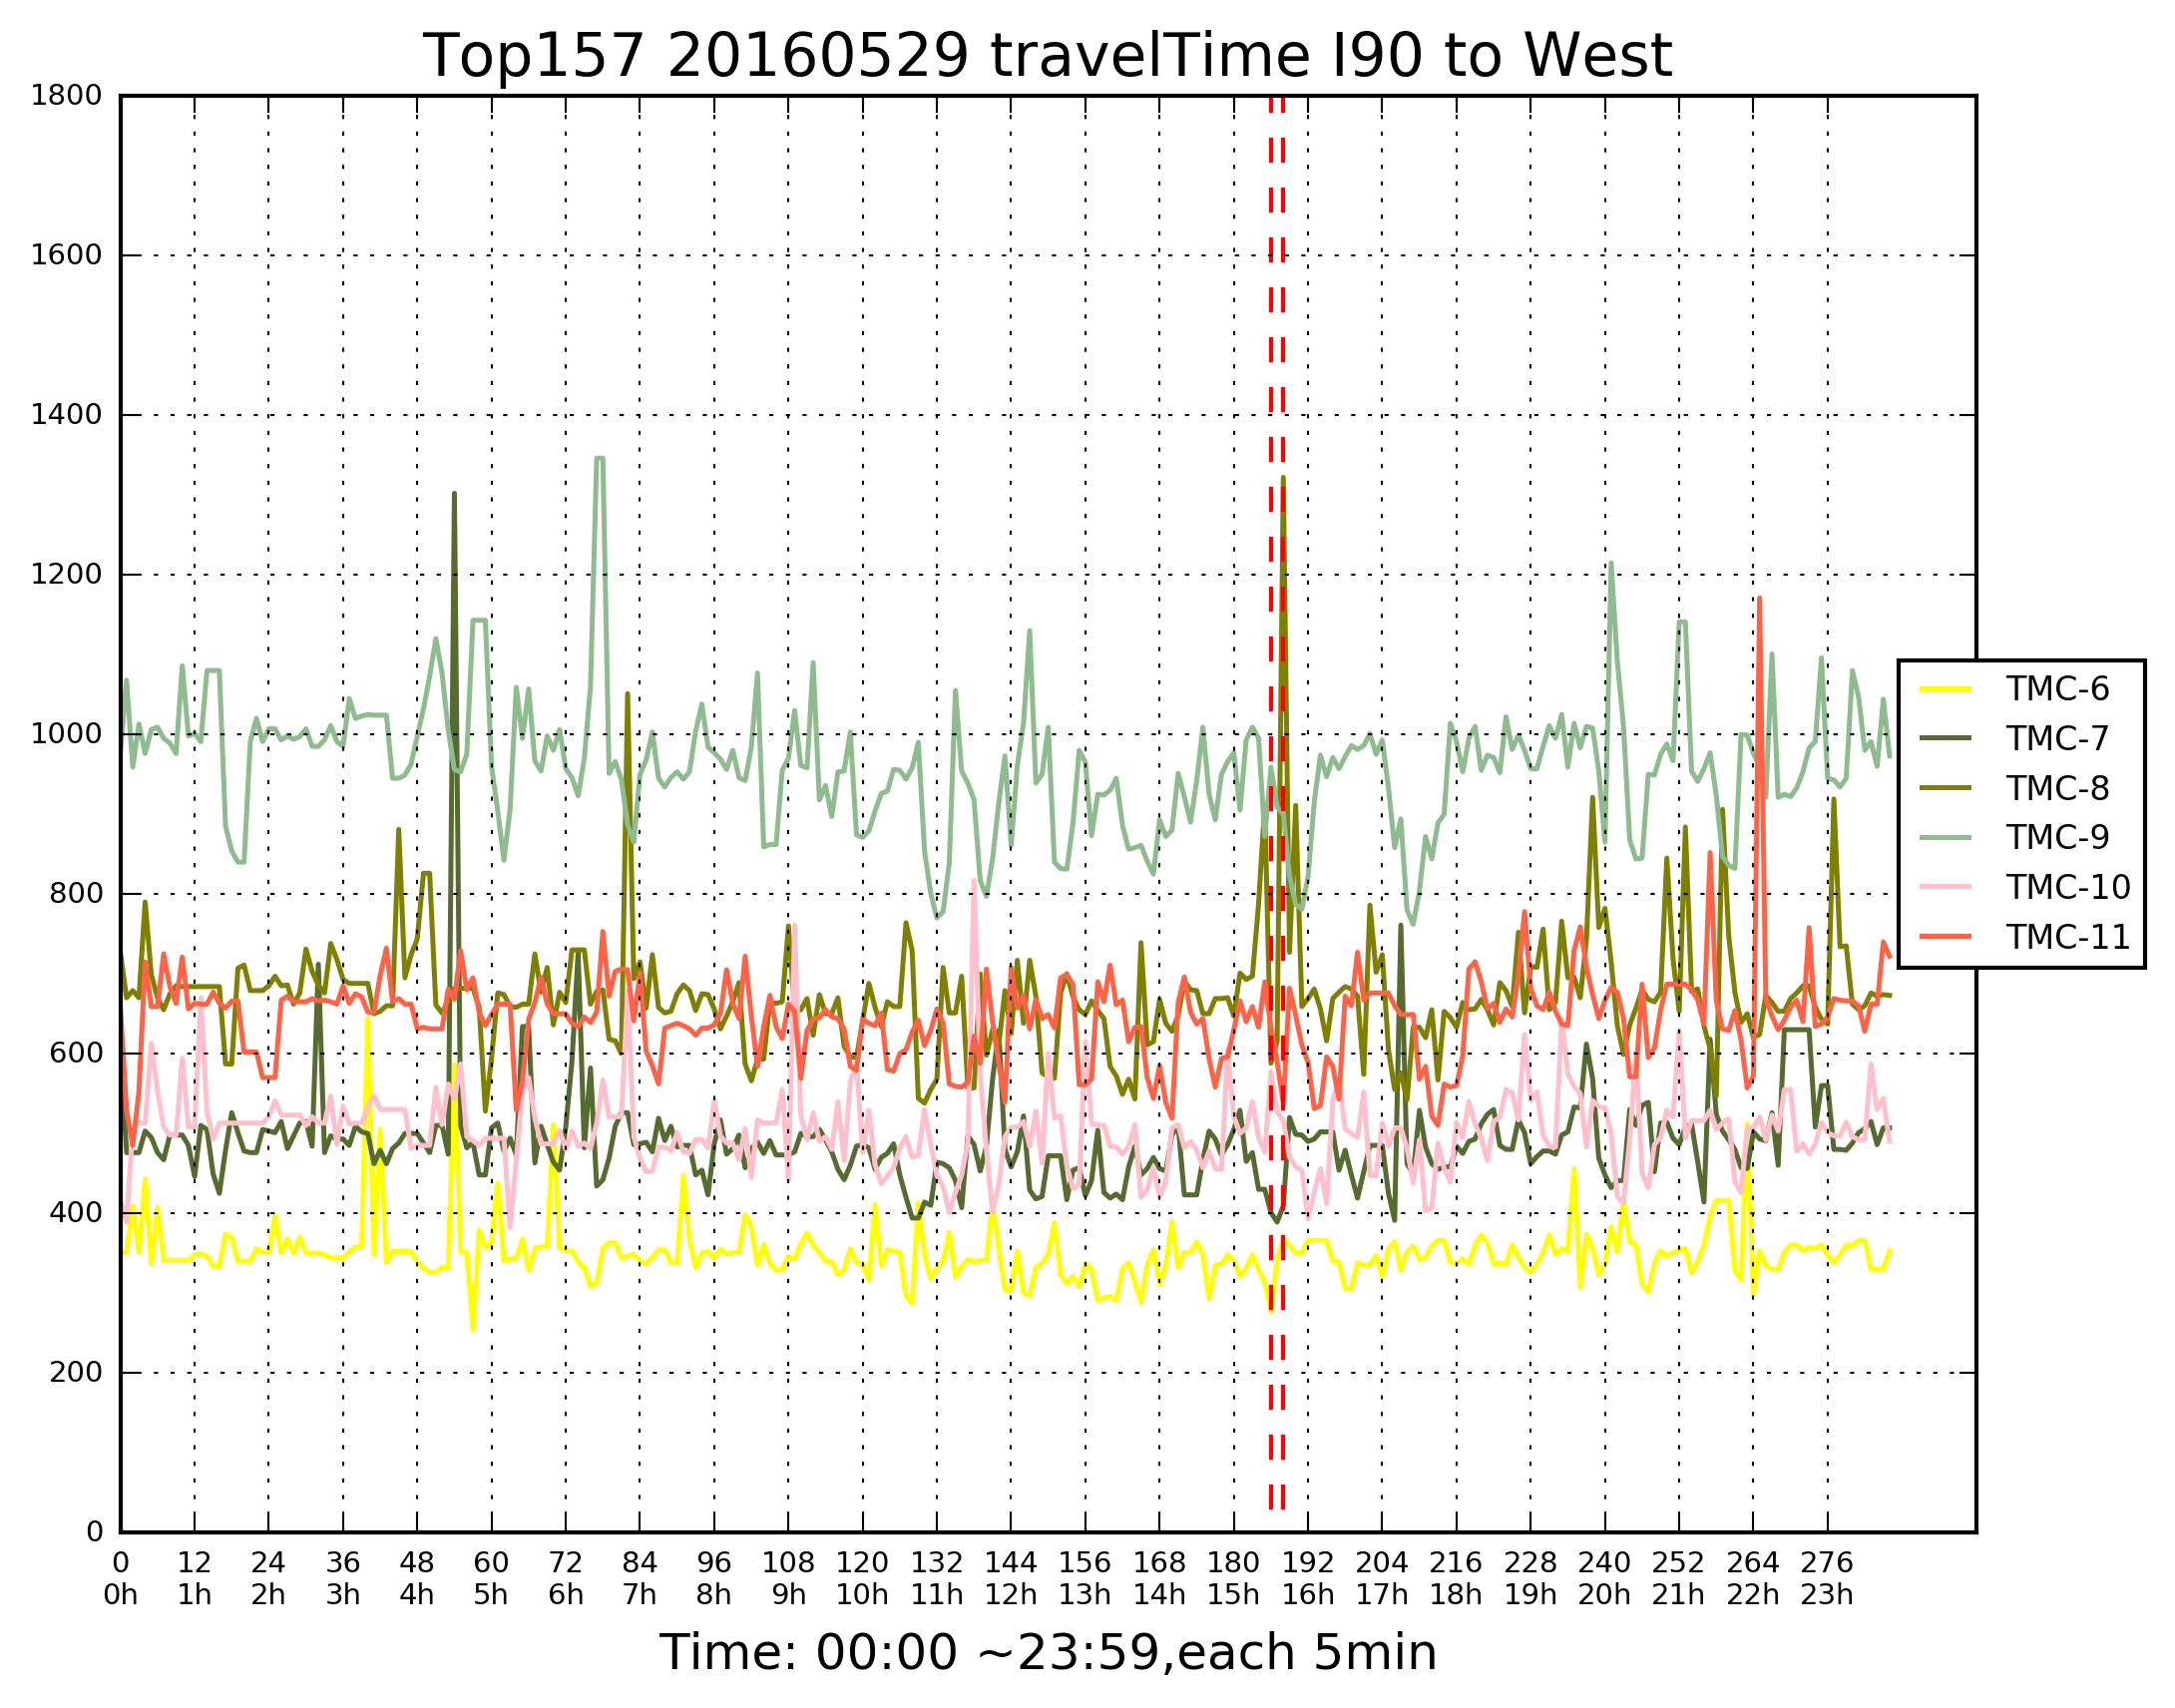 Top157 20160529 travelTime I90 to West
1800
1600
1400
1200
1000
800
600
400
200
0
TMC-6
TMC-7
TMC-8
TMC-9
TMC-10
TMC-11
0 12 24 36 48 60 72 84 96 108 120 132 144 156 168 180 192 204 216 228 240 252 264 276
0h 1h 2h 3h 4h 5h 6h 7h 8h 9h 10h 11h 12h 13h 14h 15h 16h 17h 18h 19h 20h 21h 22h 23h
Time: 00:00 ~23:59,each 5min